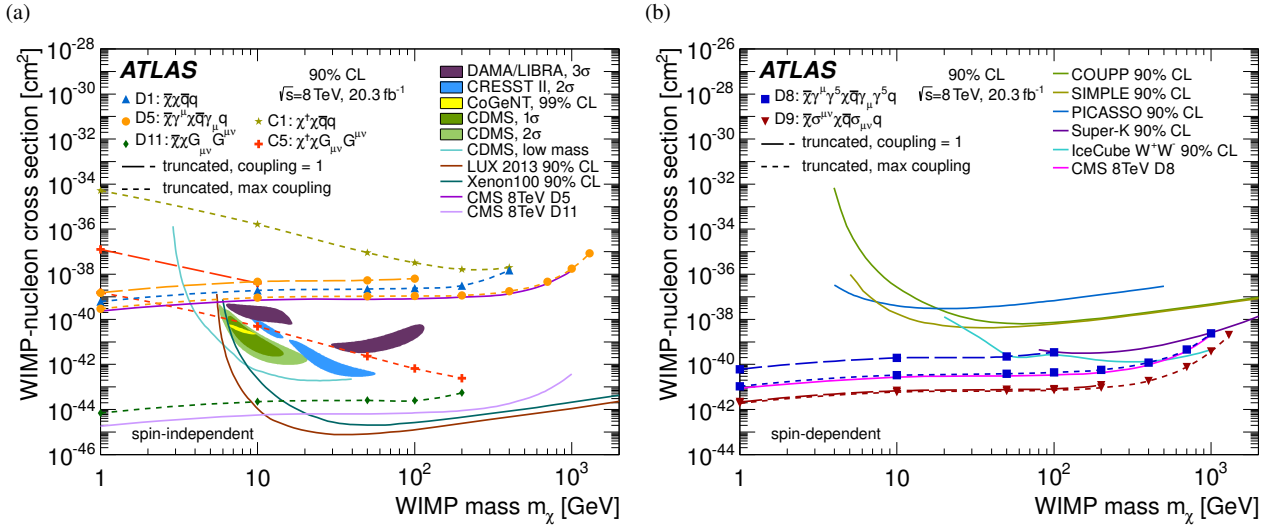 (a)
ATLAS
90% CL
√s=8 TeV, 20.3 fb⁻¹
D1: χ̄χq̄q
D5: χ̄γ^μχq̄γ_μq
D11: χ̄χG_μν G^μν
C1: χ†χq̄q
C5: χ†χG_μν G^μν
truncated, coupling = 1
truncated, max coupling
DAMA/LIBRA, 3σ
CRESST II, 2σ
CoGeNT, 99% CL
CDMS, 1σ
CDMS, 2σ
CDMS, low mass
LUX 2013 90% CL
Xenon100 90% CL
CMS 8TeV D5
CMS 8TeV D11
WIMP-nucleon cross section [cm²]
10⁻²⁸
10⁻³⁰
10⁻³²
10⁻³⁴
10⁻³⁶
10⁻³⁸
10⁻⁴⁰
10⁻⁴²
10⁻⁴⁴
10⁻⁴⁶
spin-independent
1 10 10² 10³
WIMP mass m_χ [GeV]
(b)
ATLAS
90% CL
√s=8 TeV, 20.3 fb⁻¹
D8: χ̄γ^μγ⁵χq̄γ_μγ⁵q
D9: χ̄σ^μνχq̄σ_μνq
truncated, coupling = 1
truncated, max coupling
COUPP 90% CL
SIMPLE 90% CL
PICASSO 90% CL
Super-K 90% CL
IceCube W⁺W⁻ 90% CL
CMS 8TeV D8
WIMP-nucleon cross section [cm²]
10⁻²⁶
10⁻²⁸
10⁻³⁰
10⁻³²
10⁻³⁴
10⁻³⁶
10⁻³⁸
10⁻⁴⁰
10⁻⁴²
10⁻⁴⁴
spin-dependent
1 10 10² 10³
WIMP mass m_χ [GeV]